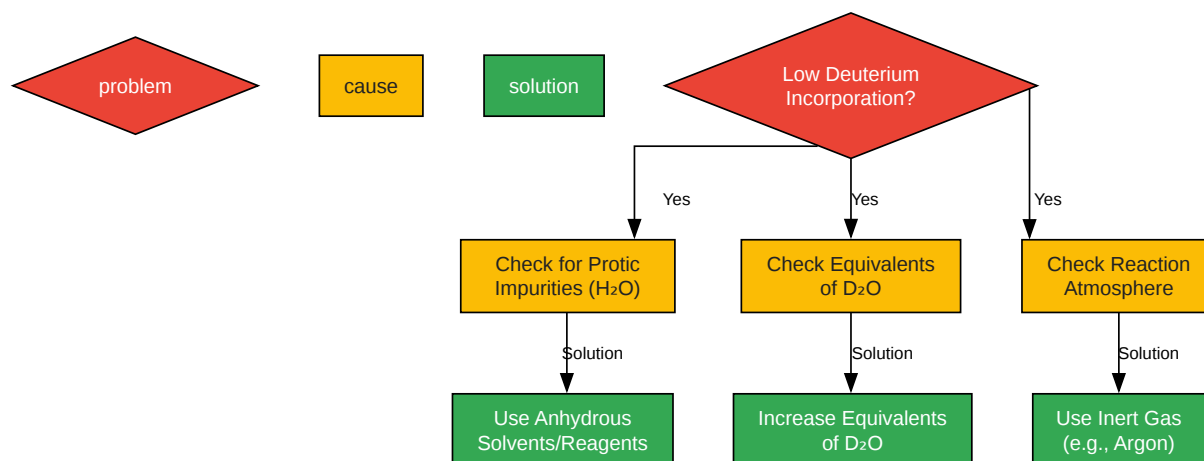 problem
cause
solution
Low Deuterium
Incorporation?
Yes
Yes
Yes
Check for Protic
Impurities (H₂O)
Check Equivalents
of D₂O
Check Reaction
Atmosphere
Solution
Solution
Solution
Use Anhydrous
Solvents/Reagents
Increase Equivalents
of D₂O
Use Inert Gas
(e.g., Argon)